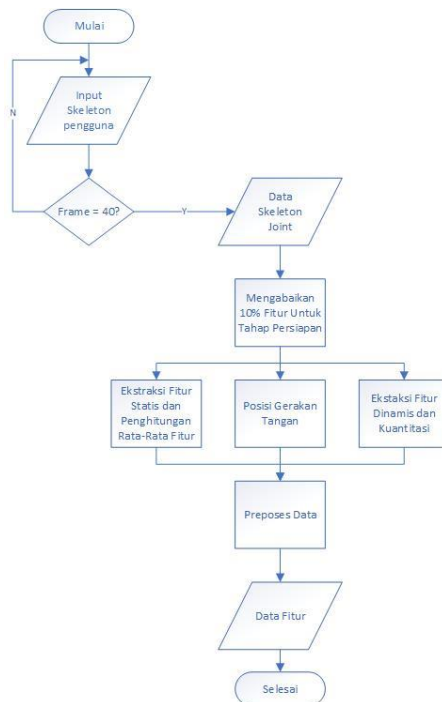 Mulai
Input
Skeleton
pengguna
N
Frame = 40?
Y
Data
Skeleton
Joint
Mengabaikan
10% Fitur Untuk
Tahap Persiapan
Ekstraksi Fitur
Statis dan
Penghitungan
Rata-Rata Fitur
Posisi Gerakan
Tangan
Ekstaksi Fitur
Dinamis dan
Kuantitasi
Preposes Data
Data Fitur
Selesai